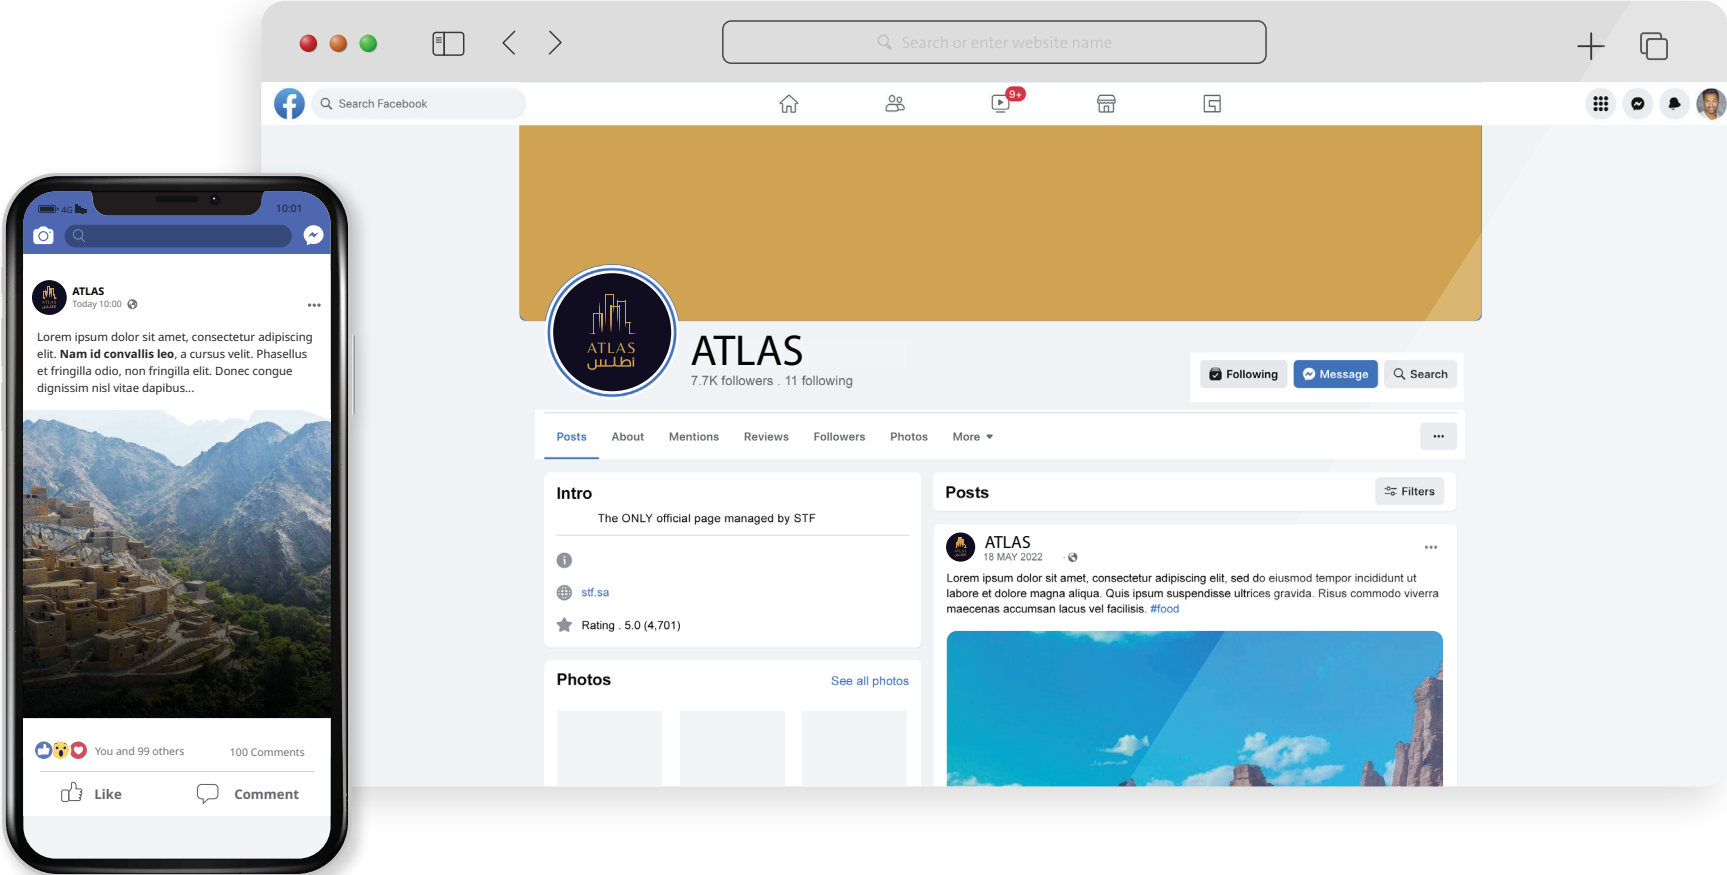 Search or enter website name
Search Facebook
9+
ATLAS
أطلس
ATLAS
7.7K followers . 11 following
Following
Message
Search
Posts
About
Mentions
Reviews
Followers
Photos
More
Intro
The ONLY official page managed by STF
stf.sa
Rating . 5.0 (4,701)
Photos
See all photos
Posts
Filters
ATLAS
18 MAY 2022
Lorem ipsum dolor sit amet, consectetur adipiscing elit, sed do eiusmod tempor incididunt ut
labore et dolore magna aliqua. Quis ipsum suspendisse ultrices gravida. Risus commodo viverra
maecenas accumsan lacus vel facilisis. #food
4G
10:01
ATLAS
Today 10:00
Lorem ipsum dolor sit amet, consectetur adipiscing
elit. Nam id convallis leo, a cursus velit. Phasellus
et fringilla odio, non fringilla elit. Donec congue
dignissim nisl vitae dapibus...
You and 99 others
100 Comments
Like
Comment